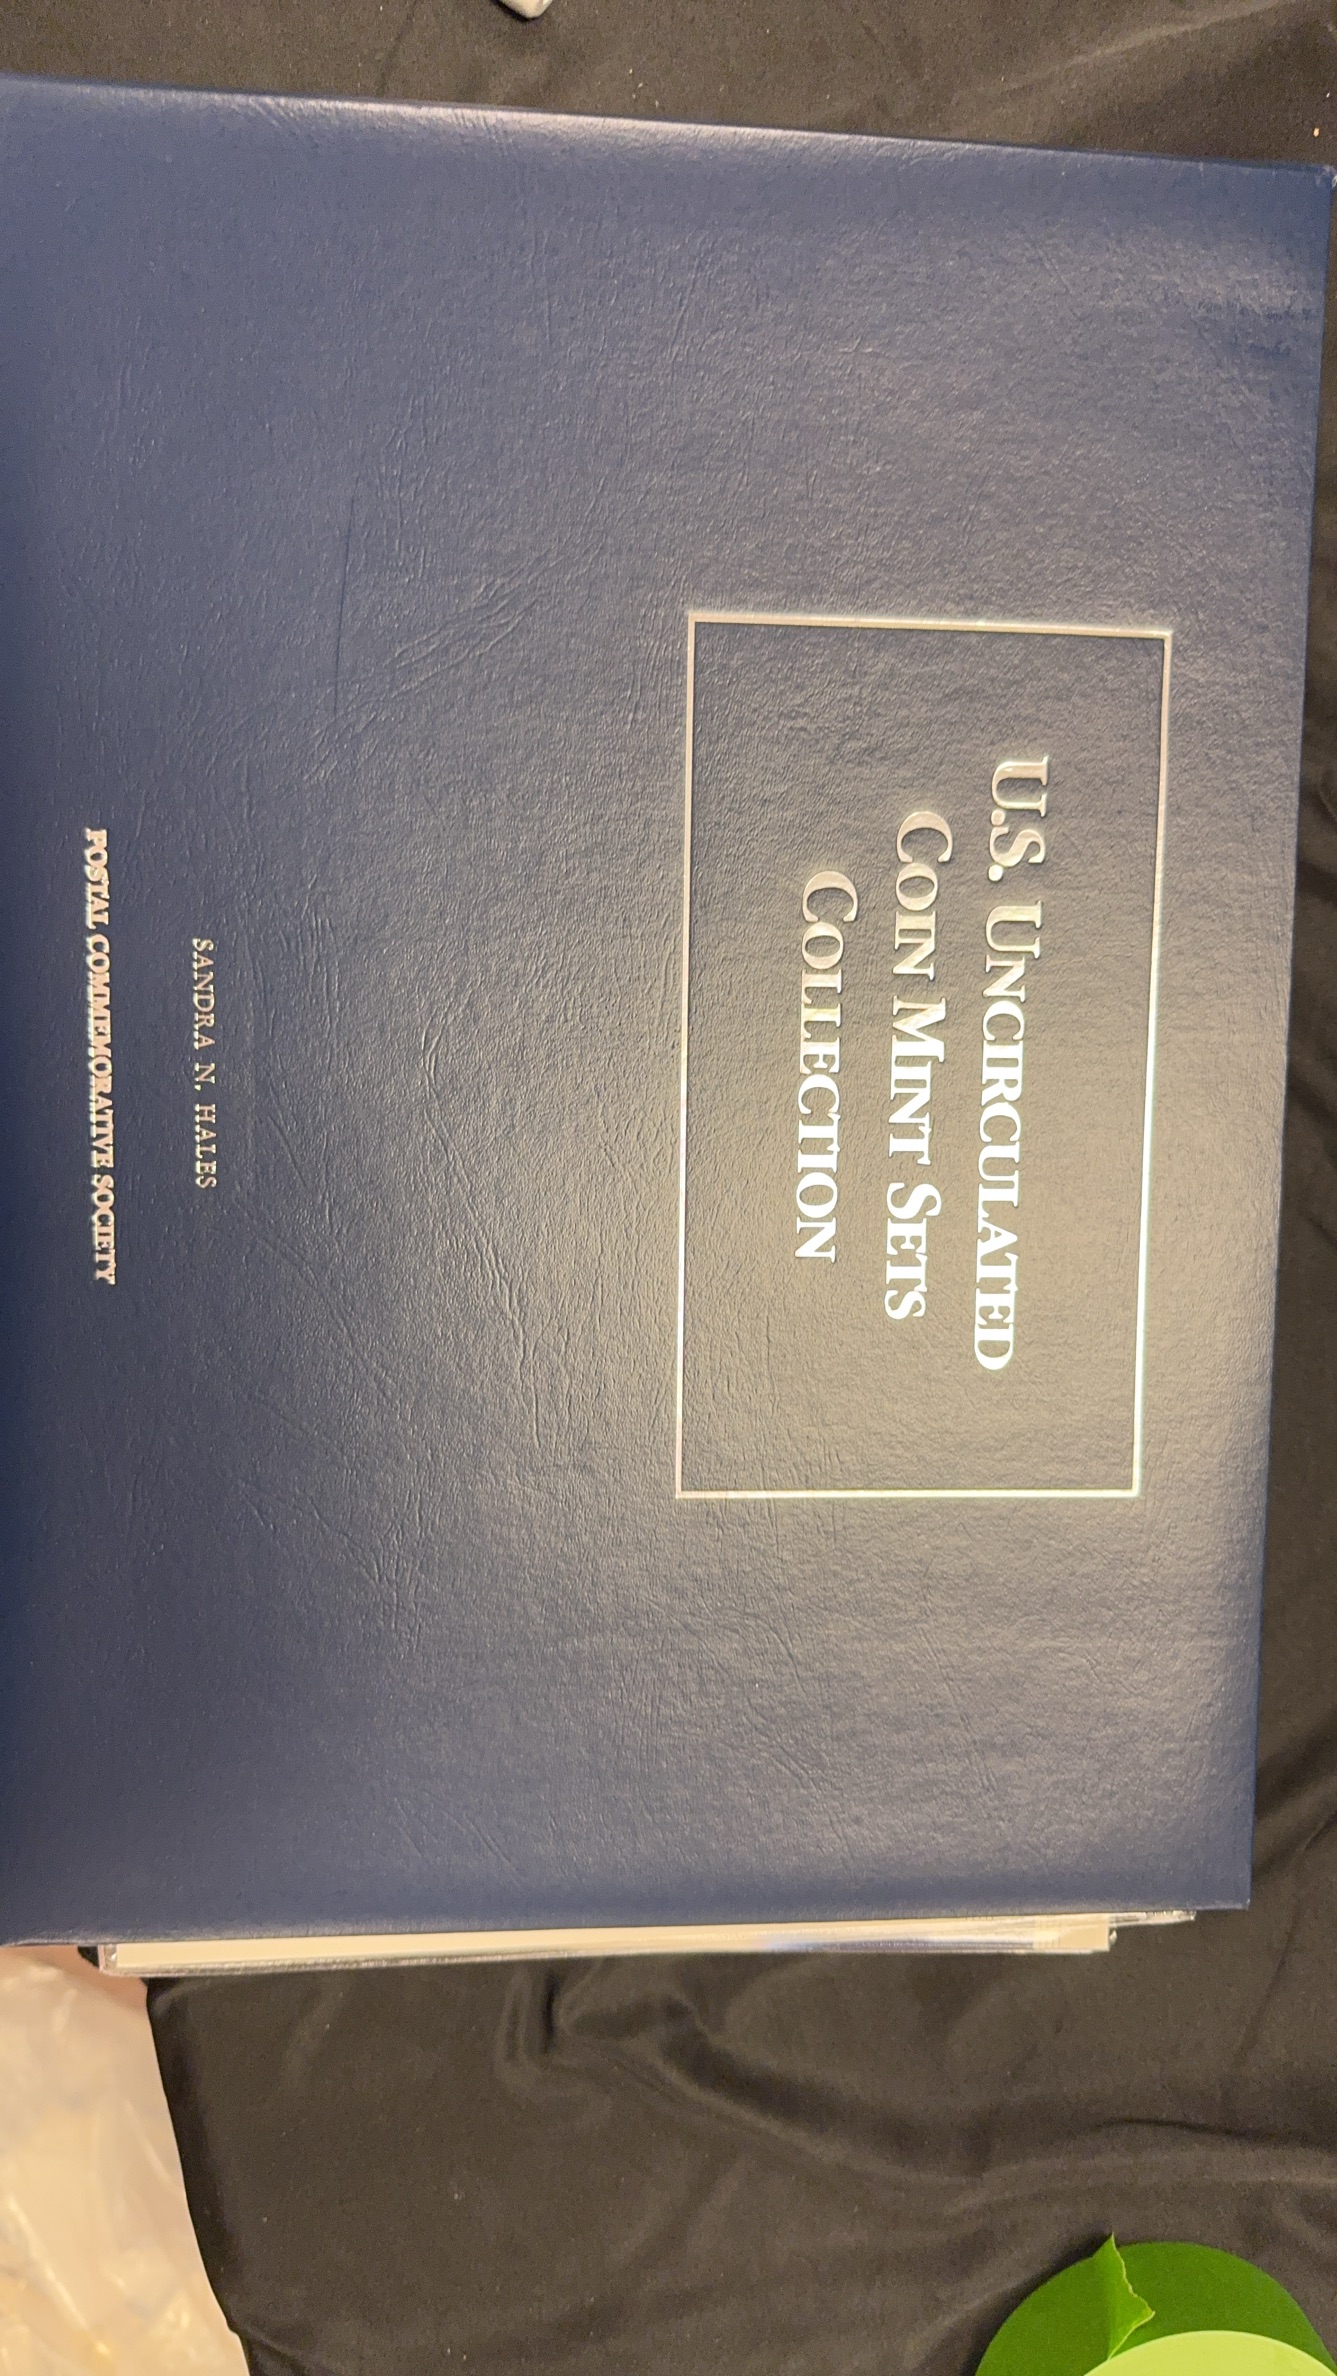 U.S. UNCIRCULATED
COIN MINT SETS
COLLECTION
SANDRA N. HALES
POSTAL COMMEMORATIVE SOCIETY